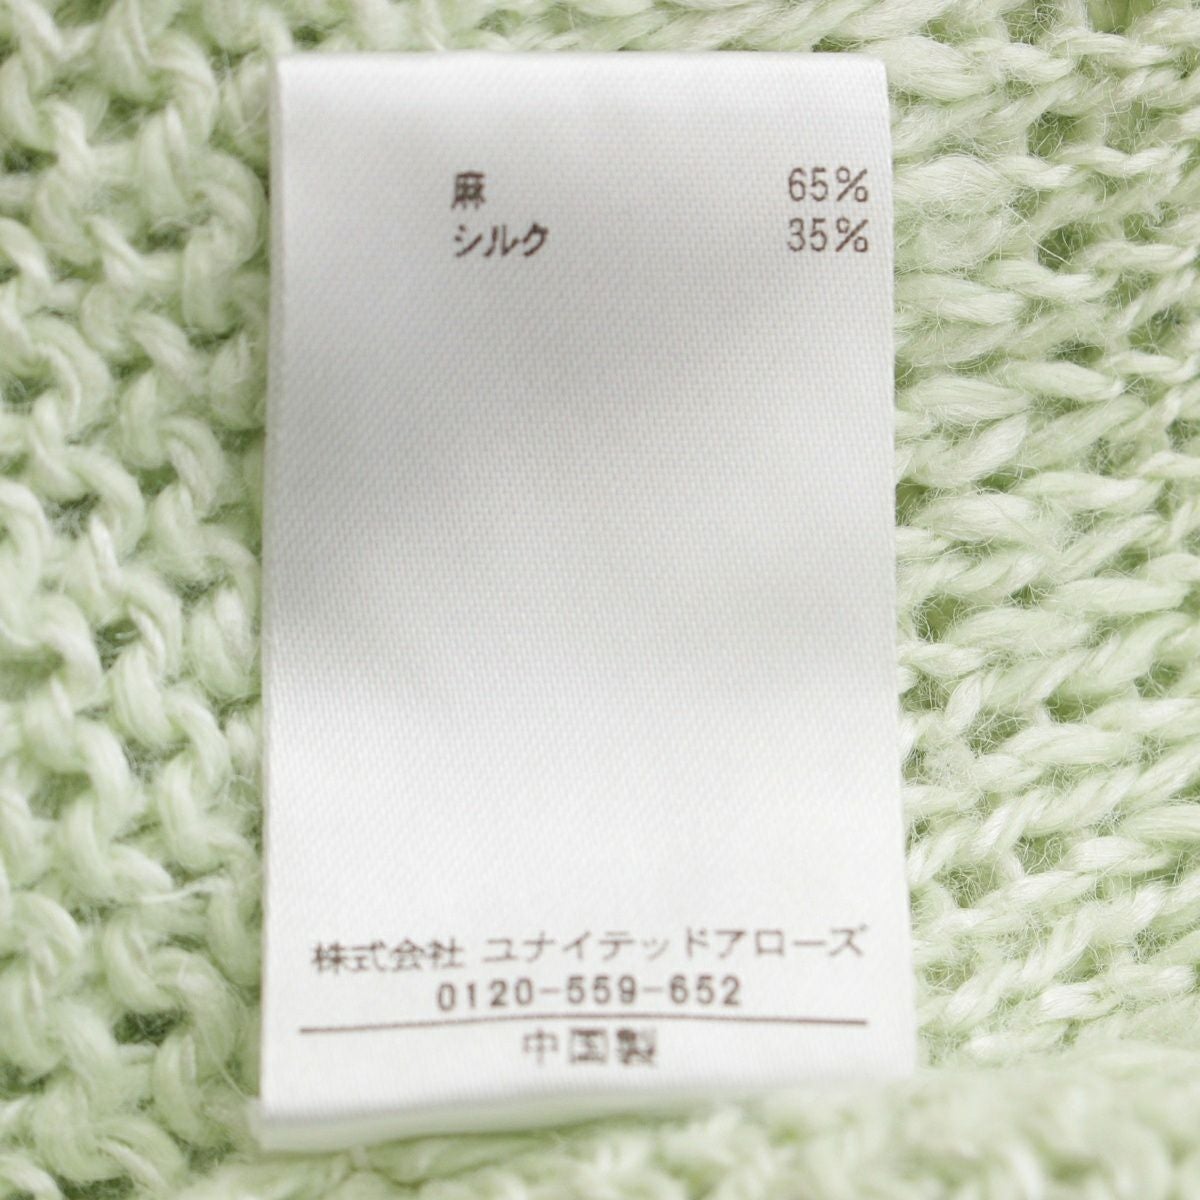 麻 65%
シルク 35%
株式会社 ユナイテッドアローズ
0120-559-652
中国製